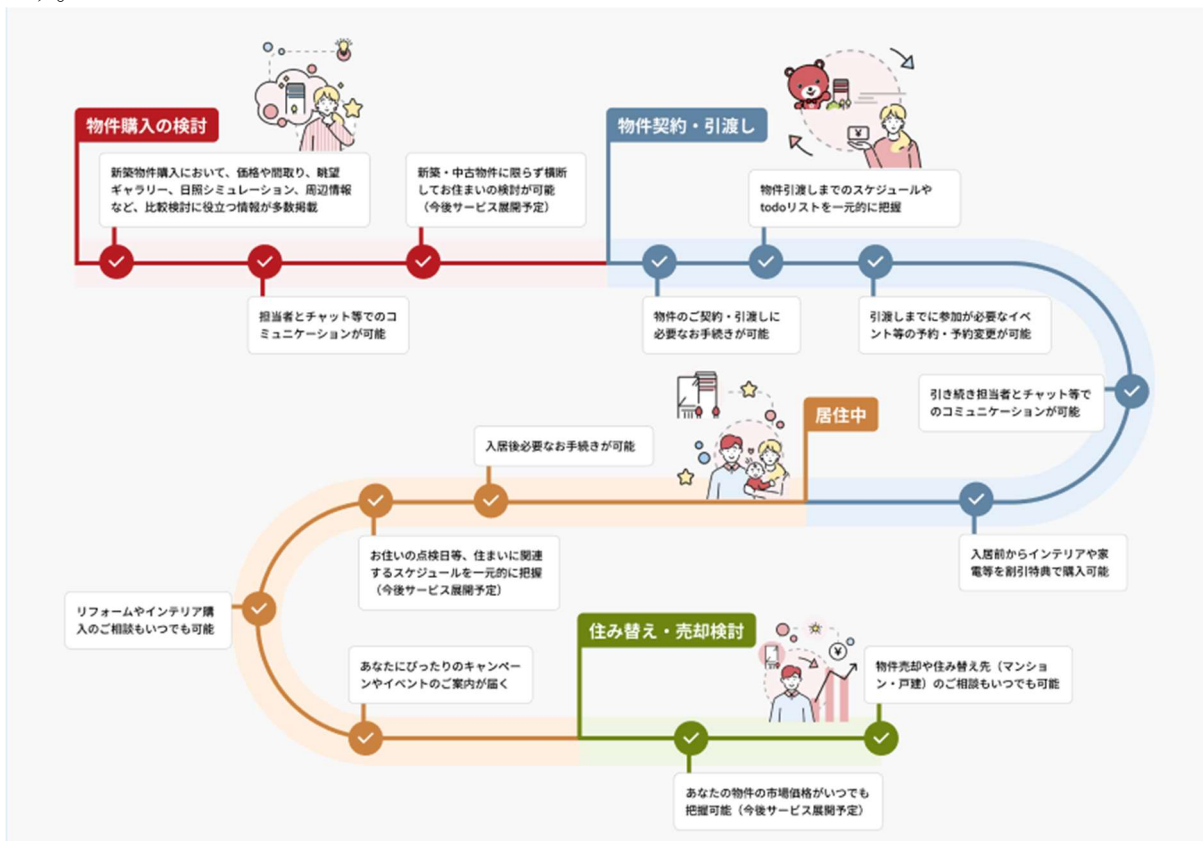 物件購入の検討
新築物件購入において、価格や間取り、眺望
ギャラリー、日照シミュレーション、周辺情報
など、比較検討に役立つ情報が多数掲載
担当者とチャット等でのコ
ミュニケーションが可能
新築・中古物件に限らず横断
してお住まいの検討が可能
（今後サービス展開予定）
物件契約・引渡し
物件のご契約・引渡しに
必要なお手続きが可能
物件引渡しまでのスケジュールや
todoリストを一元的に把握
引渡しまでに参加が必要なイベ
ント等の予約・予約変更が可能
引き続き担当者とチャット等で
のコミュニケーションが可能
入居前からインテリアや家
電等を割引特典で購入可能
居住中
入居後必要なお手続きが可能
お住いの点検日等、住まいに関連
するスケジュールを一元的に把握
（今後サービス展開予定）
リフォームやインテリア購
入のご相談もいつでも可能
あなたにぴったりのキャンペー
ンやイベントのご案内が届く
住み替え・売却検討
あなたの物件の市場価格がいつでも
把握可能（今後サービス展開予定）
物件売却や住み替え先（マンショ
ン・戸建）のご相談もいつでも可能
¥
¥